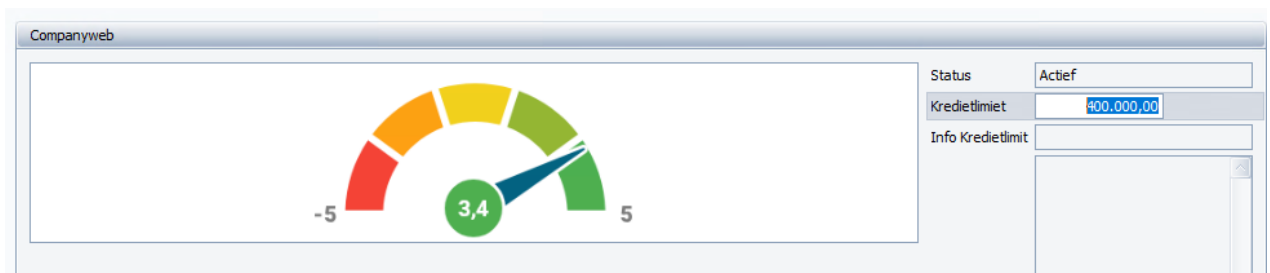 Companyweb
Status Actief
Kredietlimiet 400.000,00
Info Kredietlimit
-5 3,4 5